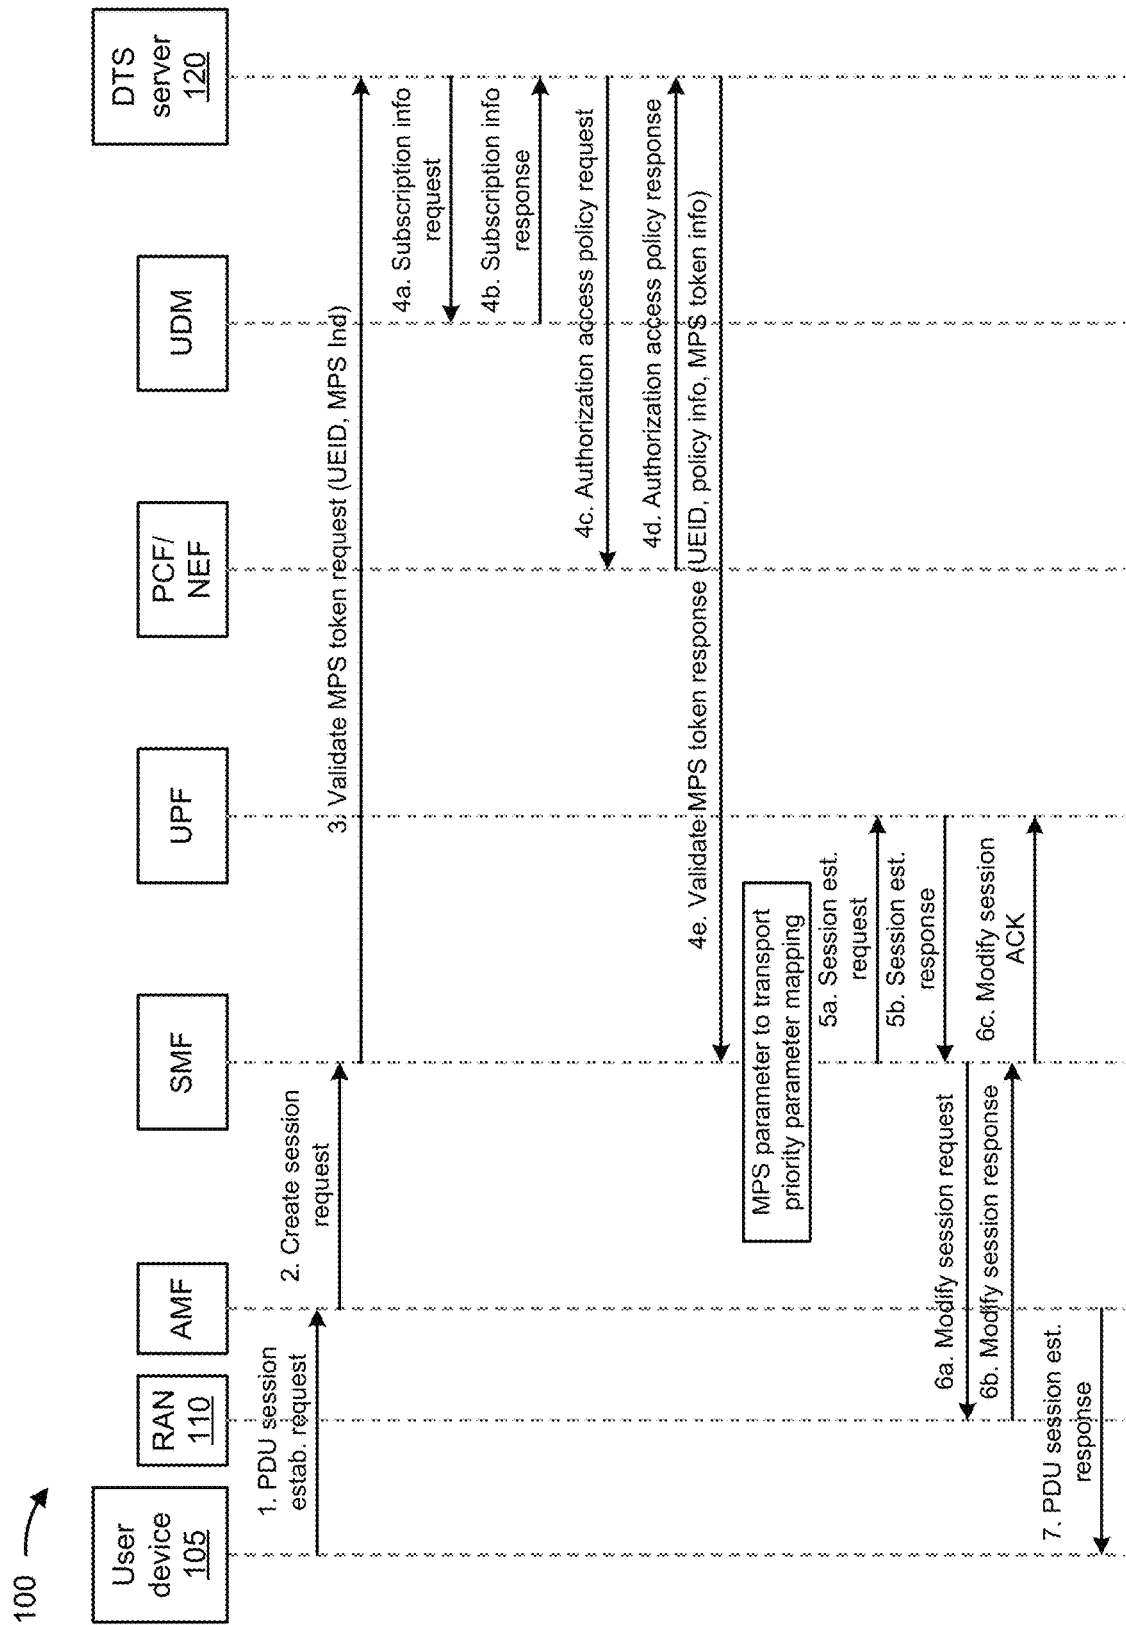 100
User
device
105
RAN
110
AMF
SMF
UPF
PCF/
NEF
UDM
DTS
server
120
1. PDU session
estab. request
2. Create session
request
3. Validate MPS token request (UEID, MPS Ind)
4a. Subscription info
request
4b. Subscription info
response
4c. Authorization access policy request
4d. Authorization access policy response
4e. Validate MPS token response (UEID, policy info, MPS token info)
MPS parameter to transport
priority parameter mapping
5a. Session est.
request
5b. Session est.
response
6a. Modify session request
6b. Modify session response
6c. Modify session
ACK
7. PDU session est.
response